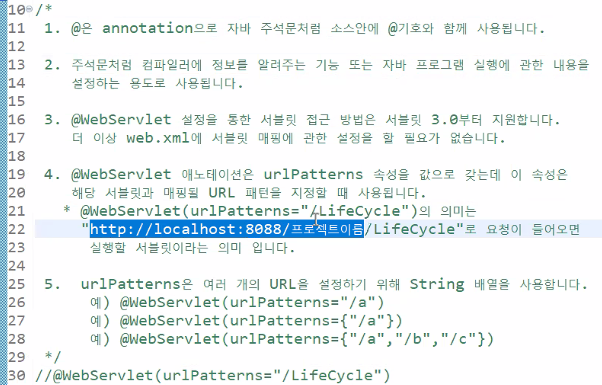 10 /*
11 1. @은 annotation으로 자바 주석문처럼 소스안에 @기호와 함께 사용됩니다.
12
13 2. 주석문처럼 컴파일러에 정보를 알려주는 기능 또는 자바 프로그램 실행에 관한 내용을
14 설정하는 용도로 사용됩니다.
15
16 3. @WebServlet 설정을 통한 서블릿 접근 방법은 서블릿 3.0부터 지원합니다.
17 더 이상 web.xml에 서블릿 매핑에 관한 설정을 할 필요가 없습니다.
18
19 4. @WebServlet 애노테이션은 urlPatterns 속성을 값으로 갖는데 이 속성은
20 해당 서블릿과 매핑될 URL 패턴을 지정할 때 사용됩니다.
21 * @WebServlet(urlPatterns="/LifeCycle")의 의미는
22 "http://localhost:8088/프로젝트이름/LifeCycle"로 요청이 들어오면
23 실행할 서블릿이라는 의미 입니다.
24
25 5. urlPatterns은 여러 개의 URL을 설정하기 위해 String 배열을 사용합니다.
26 예) @WebServlet(urlPatterns="/a")
27 예) @WebServlet(urlPatterns={"/a"})
28 예) @WebServlet(urlPatterns={"/a","/b","/c"})
29 */
30 //@WebServlet(urlPatterns="/LifeCycle")